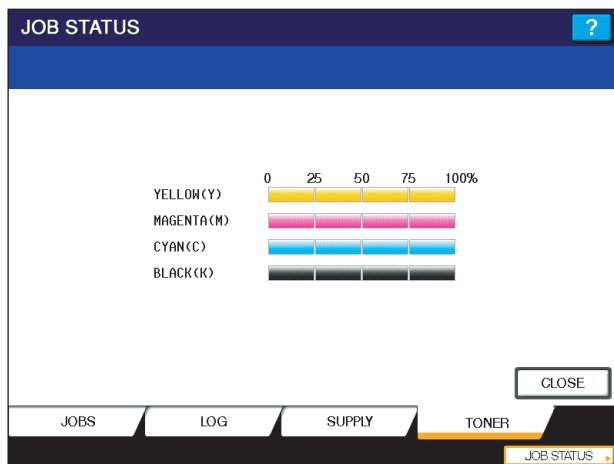 JOB STATUS ?
0 25 50 75 100%
YELLOW(Y)
MAGENTA(M)
CYAN(C)
BLACK(K)
CLOSE
JOBS LOG SUPPLY TONER
JOB STATUS